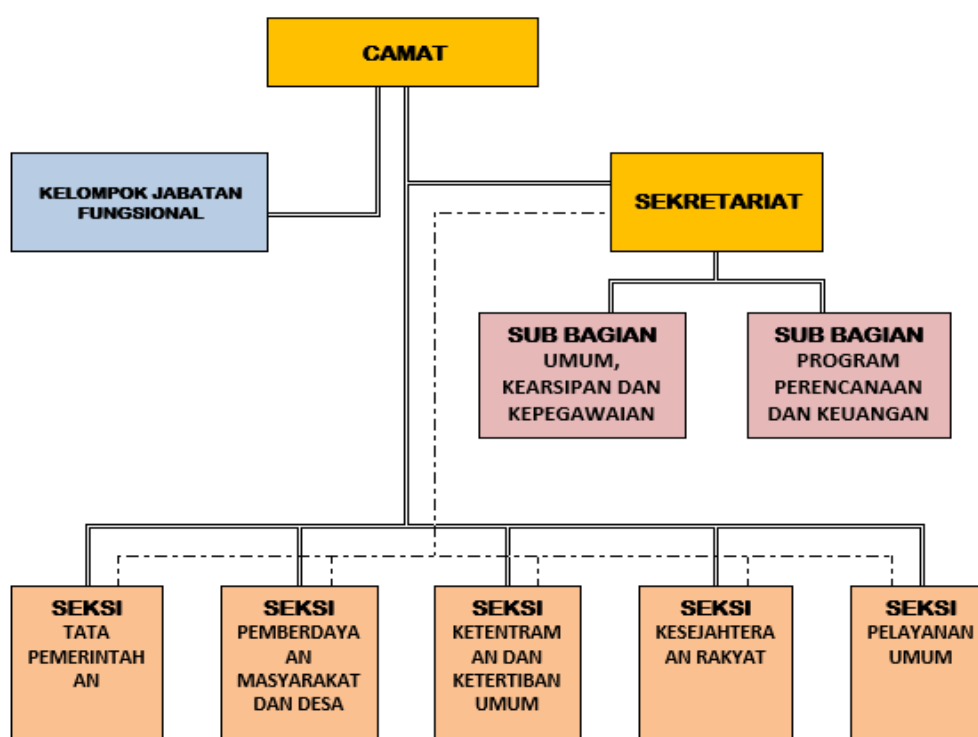 CAMAT
KELOMPOK JABATAN
FUNGSIONAL
SEKRETARIAT
SUB BAGIAN
UMUM,
KEARSIPAN DAN
KEPEGAWAIAN
SUB BAGIAN
PROGRAM
PERENCANAAN
DAN KEUANGAN
SEKSI
TATA
PEMERINTAH
AN
SEKSI
PEMBERDAYA
AN
MASYARAKAT
DAN DESA
SEKSI
KETENTRAM
AN DAN
KETERTIBAN
UMUM
SEKSI
KESEJAHTERA
AN RAKYAT
SEKSI
PELAYANAN
UMUM